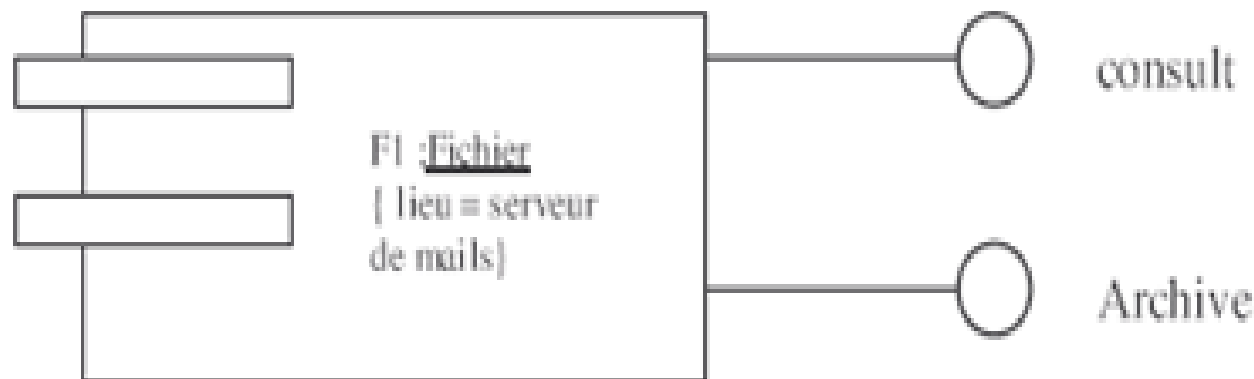 consult
F1 :Fichier
{ lieu = serveur
de mails}
Archive